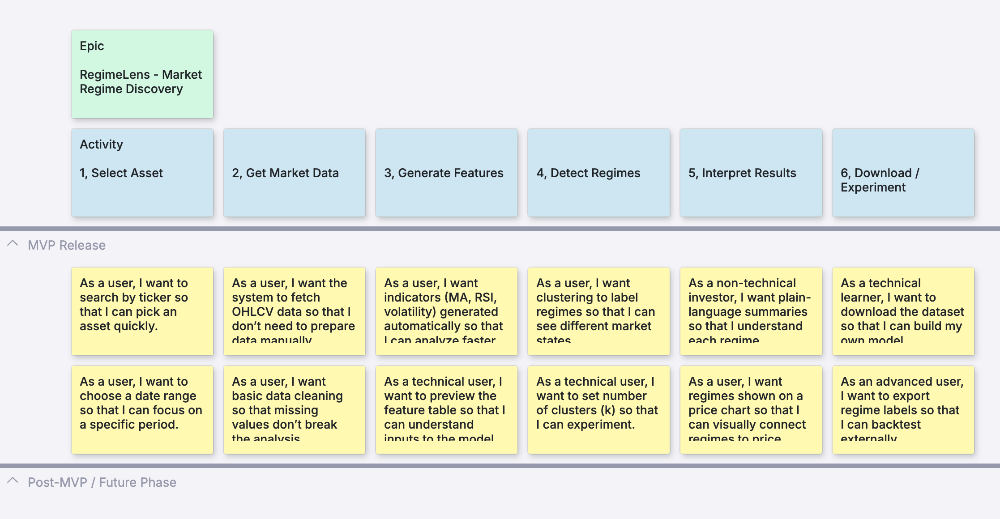 Epic
RegimeLens - Market
Regime Discovery
Activity
1, Select Asset
2, Get Market Data
3, Generate Features
4, Detect Regimes
5, Interpret Results
6, Download /
Experiment
MVP Release
As a user, I want to
search by ticker so
that I can pick an
asset quickly.
As a user, I want the
system to fetch
OHLCV data so that I
don’t need to prepare
data manually
As a user, I want
indicators (MA, RSI,
volatility) generated
automatically so that
I can analyze faster
As a user, I want
clustering to label
regimes so that I can
see different market
states
As a non-technical
investor, I want plain-
language summaries
so that I understand
each regime
As a technical
learner, I want to
download the dataset
so that I can build my
own model
As a user, I want to
choose a date range
so that I can focus on
a specific period.
As a user, I want
basic data cleaning
so that missing
values don’t break
the analysis
As a technical user, I
want to preview the
feature table so that I
can understand
inputs to the model
As a technical user, I
want to set number
of clusters (k) so that
I can experiment.
As a user, I want
regimes shown on a
price chart so that I
can visually connect
regimes to price
As an advanced user,
I want to export
regime labels so that
I can backtest
externally
Post-MVP / Future Phase